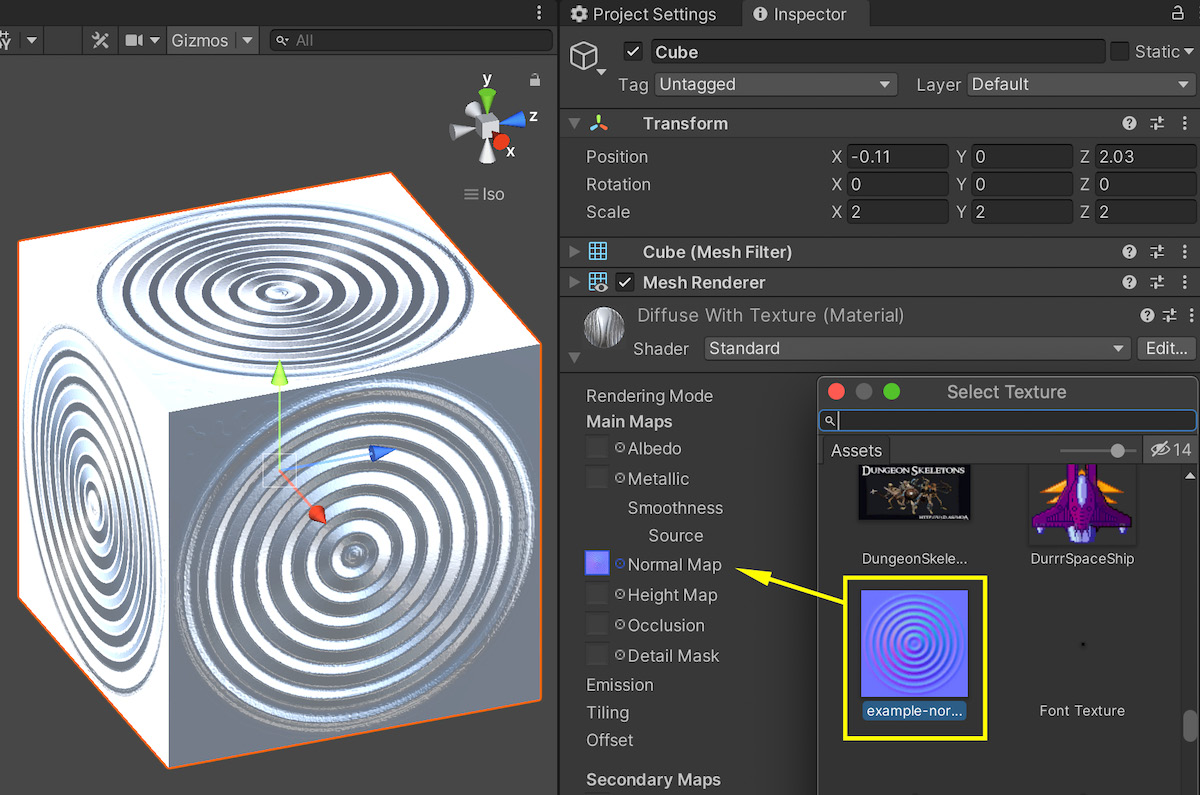 Project Settings
Inspector
Y
Gizmos
All
Cube
Static
Tag
Untagged
Layer
Default
y
z
x
Iso
Transform
Position
X -0.11 Y 0 Z 2.03
Rotation
X 0 Y 0 Z 0
Scale
X 2 Y 2 Z 2
Cube (Mesh Filter)
Mesh Renderer
Diffuse With Texture (Material)
Shader
Standard
Edit...
Rendering Mode
Main Maps
Albedo
Metallic
Smoothness
Source
Normal Map
Height Map
Occlusion
Detail Mask
Emission
Tiling
Offset
Secondary Maps
Select Texture
Assets
14
DUNGEON SKELETONS
DungeonSkele...
DurrrSpaceShip
example-nor...
Font Texture